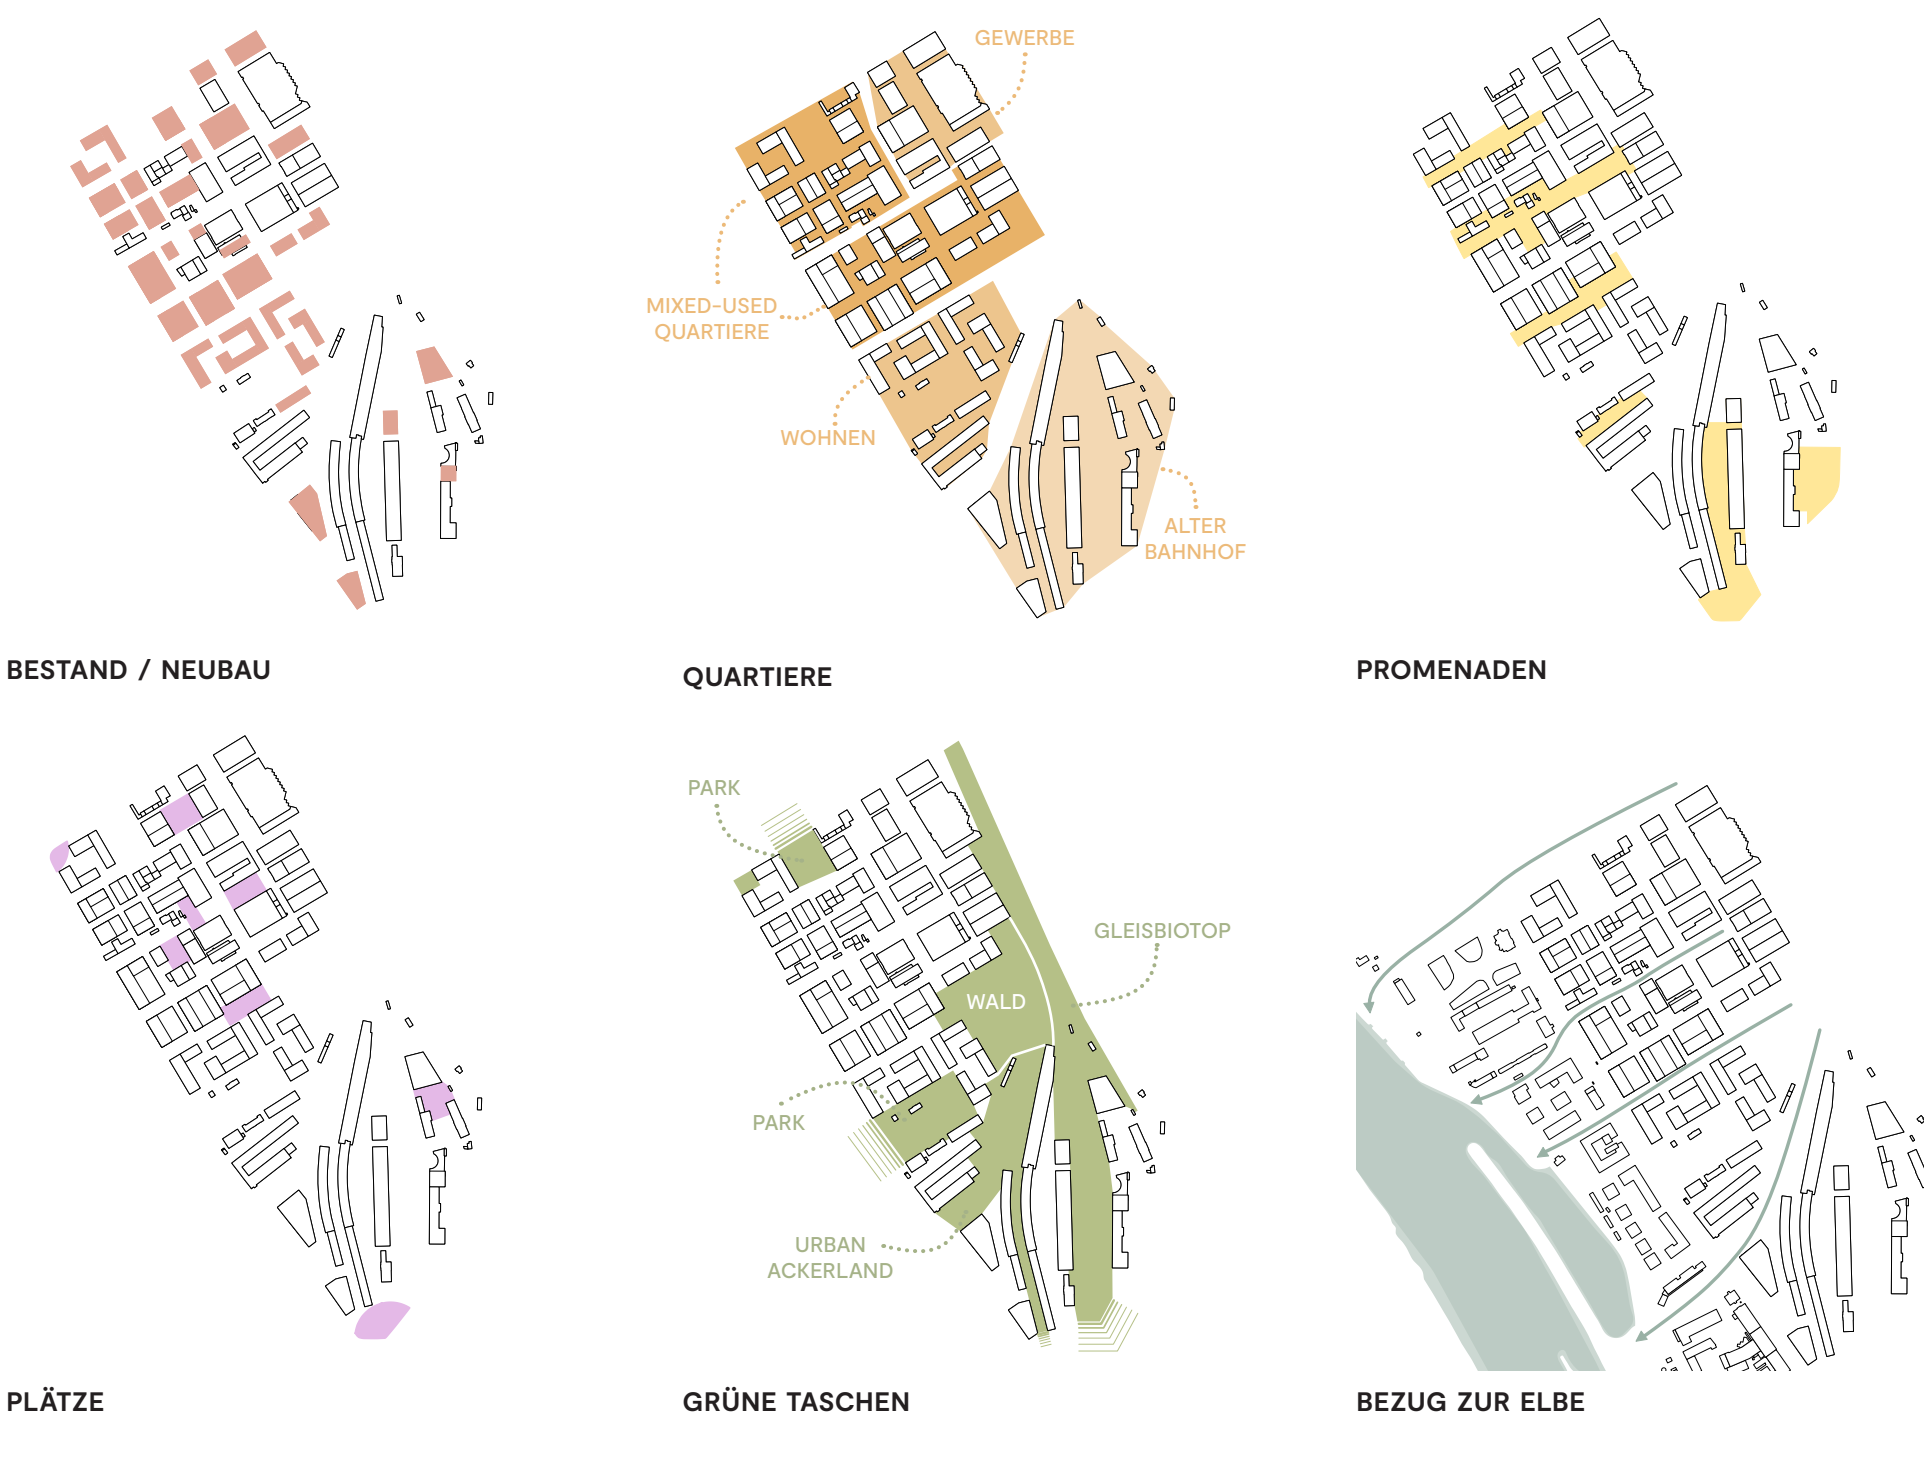 GEWERBE
MIXED-USED
QUARTIERE
WOHNEN
ALTER
BAHNHOF
BESTAND / NEUBAU
QUARTIERE
PROMENADEN
PARK
GLEISBIOTOP
WALD
PARK
URBAN
ACKERLAND
PLÄTZE
GRÜNE TASCHEN
BEZUG ZUR ELBE